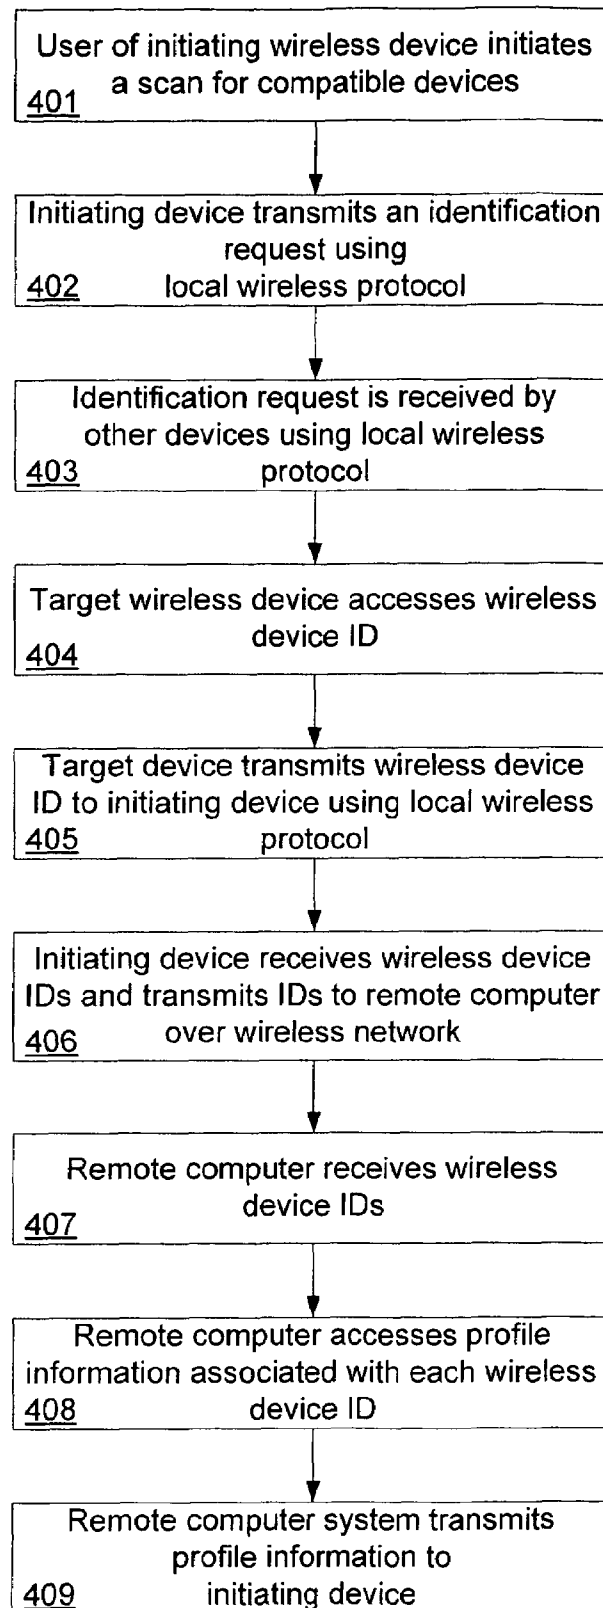 User of initiating wireless device initiates
a scan for compatible devices
401
Initiating device transmits an identification
request using
local wireless protocol
402
Identification request is received by
other devices using local wireless
protocol
403
Target wireless device accesses wireless
device ID
404
Target device transmits wireless device
ID to initiating device using local wireless
protocol
405
Initiating device receives wireless device
IDs and transmits IDs to remote computer
over wireless network
406
Remote computer receives wireless
device IDs
407
Remote computer accesses profile
information associated with each wireless
device ID
408
Remote computer system transmits
profile information to
initiating device
409